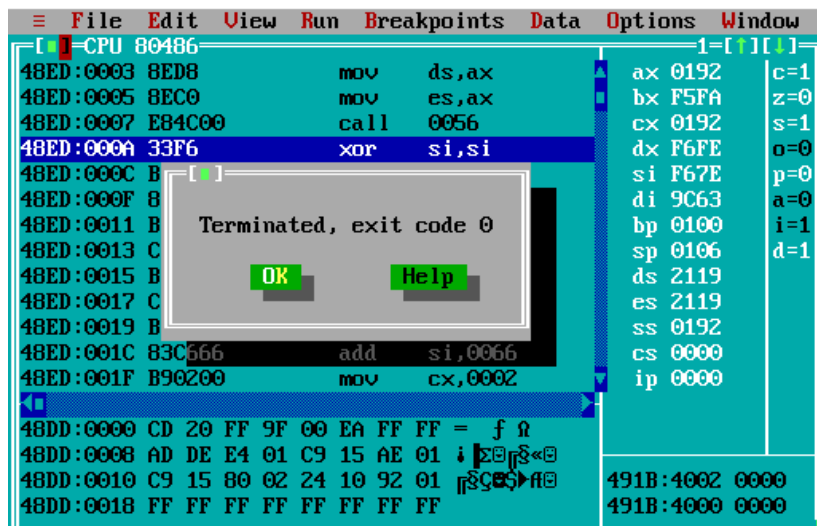 ≡ File Edit View Run Breakpoints Data Options Window
[■]=CPU 80486 1=[↑][↓]
48ED:0003 8ED8 mov ds,ax ax 0192 c=1
48ED:0005 8EC0 mov es,ax bx F5FA z=0
48ED:0007 E84C00 call 0056 cx 0192 s=1
48ED:000A 33F6 xor si,si dx F6FE o=0
48ED:000C B si F67E p=0
48ED:000F 8 di 9C63 a=0
48ED:0011 B Terminated, exit code 0 bp 0100 i=1
48ED:0013 C sp 0106 d=1
48ED:0015 B OK Help ds 2119
48ED:0017 C es 2119
48ED:0019 B ss 0192
48ED:001C 83C666 add si,0066 cs 0000
48ED:001F B90200 mov cx,0002 ip 0000
48DD:0000 CD 20 FF 9F 00 EA FF FF = ƒ Ω
48DD:0008 AD DE E4 01 C9 15 AE 01
48DD:0010 C9 15 80 02 24 10 92 01 491B:4002 0000
48DD:0018 FF FF FF FF FF FF FF FF 491B:4000 0000